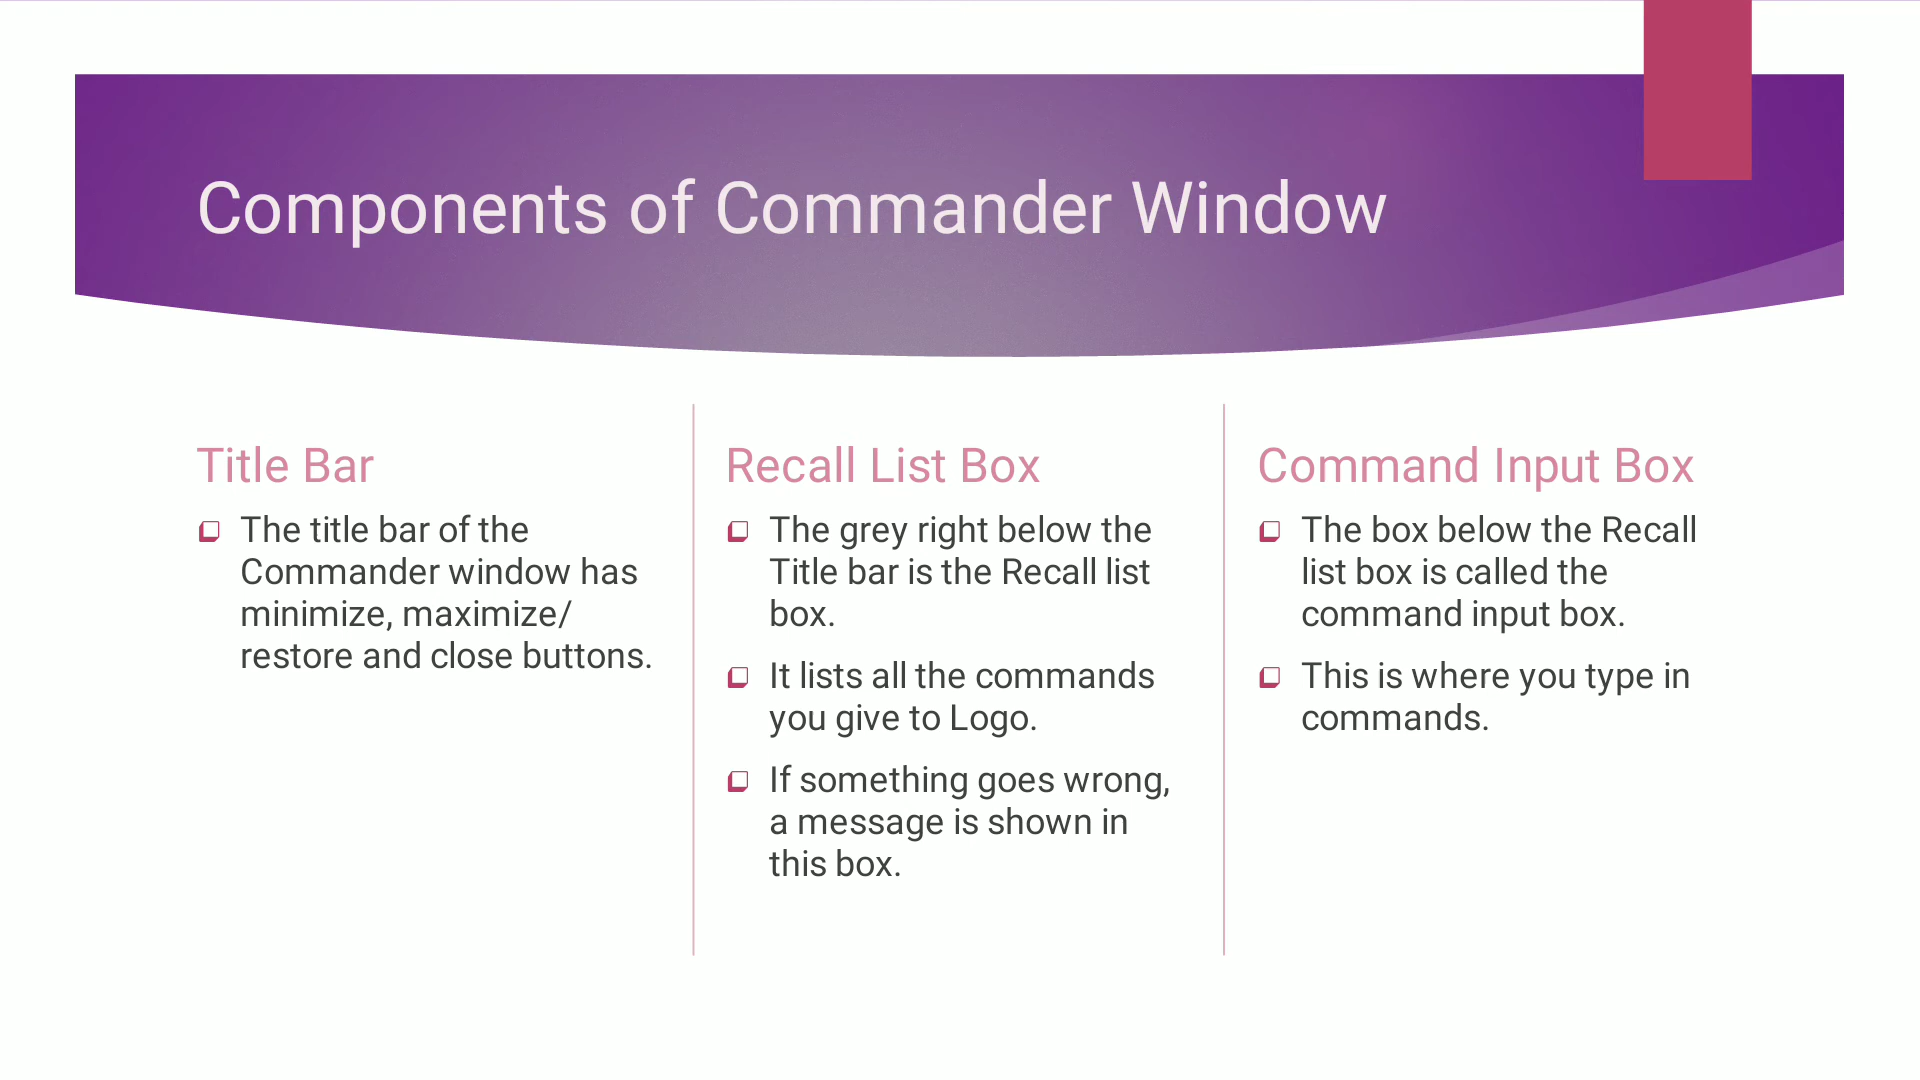 Components of Commander Window
Title Bar
The title bar of the
Commander window has
minimize, maximize/
restore and close buttons.
Recall List Box
The grey right below the
Title bar is the Recall list
box.
It lists all the commands
you give to Logo.
If something goes wrong,
a message is shown in
this box.
Command Input Box
The box below the Recall
list box is called the
command input box.
This is where you type in
commands.